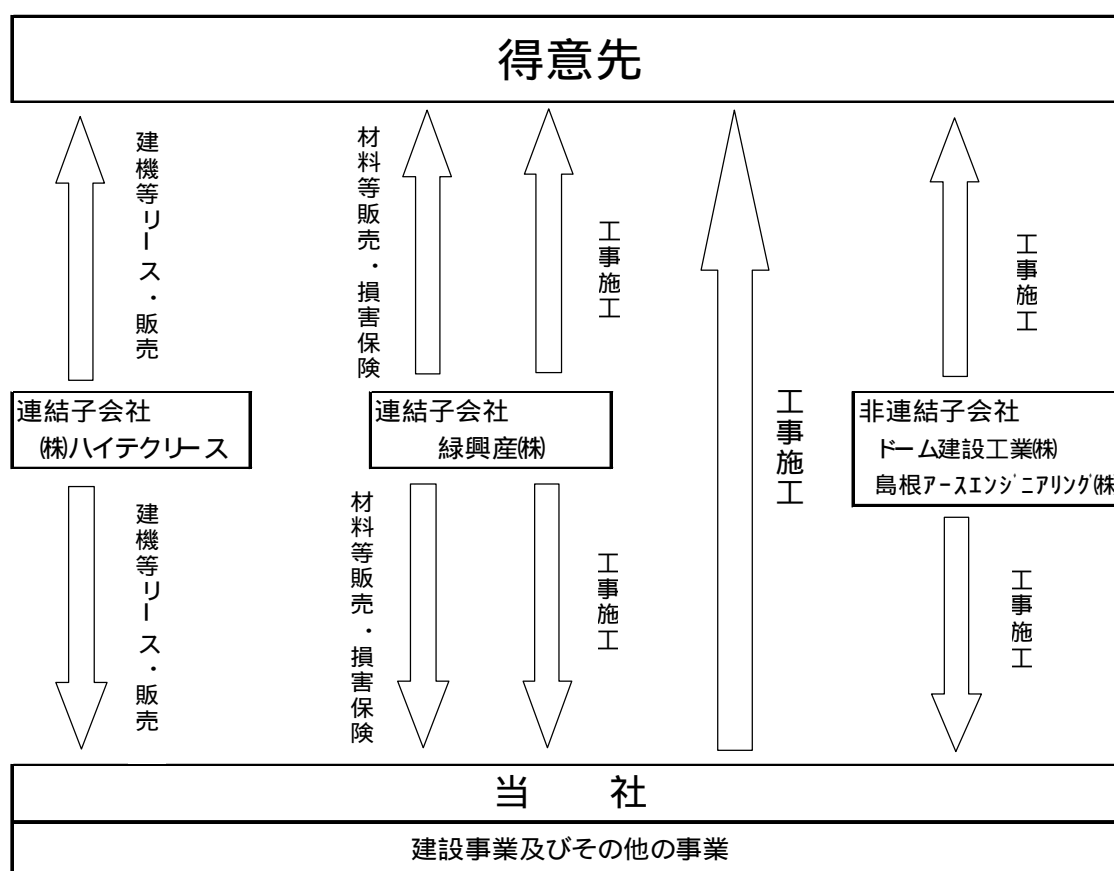 得意先
建機等リース・販売
材料等販売・損害保険
工事施工
工事施工
工事施工
連結子会社
㈱ハイテクリース
連結子会社
緑興産㈱
非連結子会社
ドーム建設工業㈱
島根ｱｰｽｴﾝｼﾞﾆｱﾘﾝｸﾞ㈱
建機等リース・販売
材料等販売・損害保険
工事施工
工事施工
当　　社
建設事業及びその他の事業